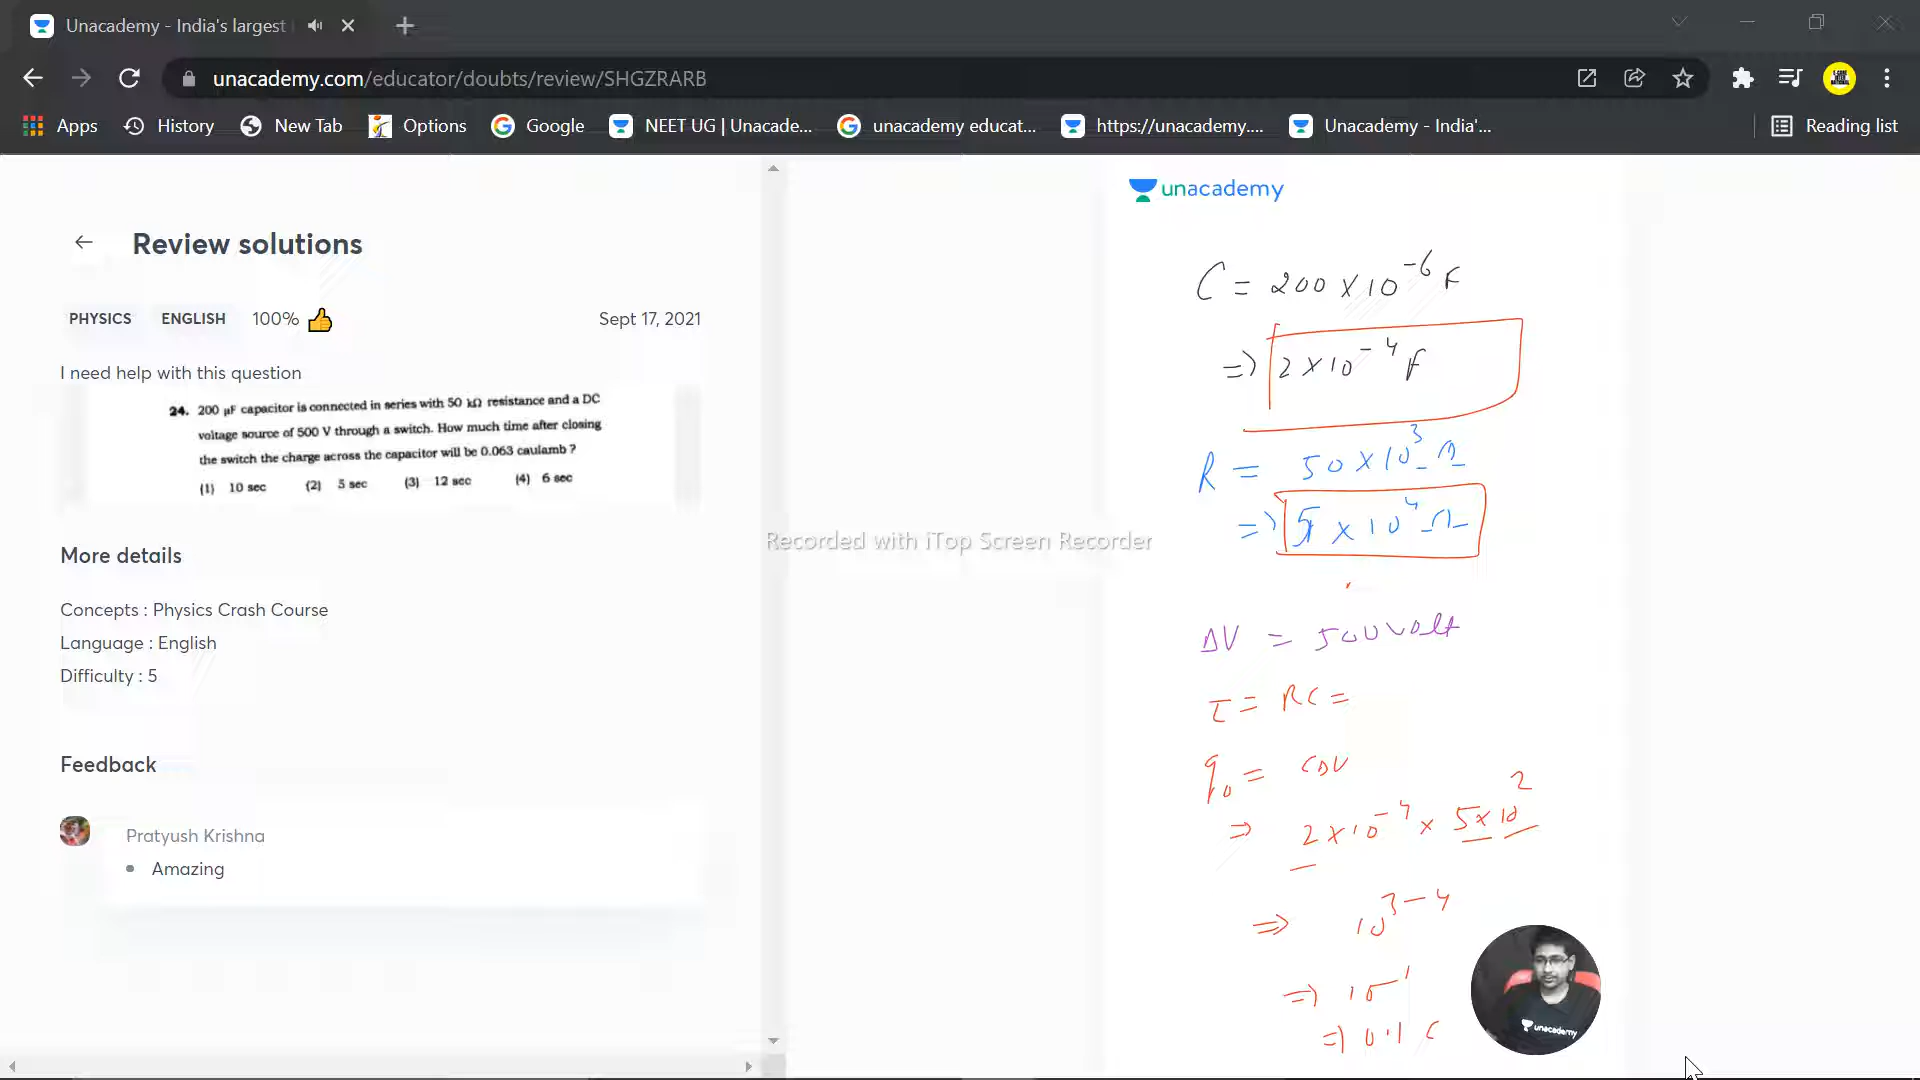 Unacademy - India's largest
unacademy.com/educator/doubts/review/SHGZRARB
Apps History New Tab Options Google NEET UG | Unacade... unacademy educat... https://unacademy.... Unacademy - India'... Reading list
unacademy
Review solutions
PHYSICS ENGLISH 100% Sept 17, 2021
I need help with this question
24. 200 μF capacitor is connected in series with 50 kΩ resistance and a DC
voltage source of 500 V through a switch. How much time after closing
the switch the charge across the capacitor will be 0.063 caulamb ?
(1) 10 sec (2) 5 sec (3) 12 sec (4) 6 sec
More details
Concepts : Physics Crash Course
Language : English
Difficulty : 5
Feedback
Pratyush Krishna
Amazing
Recorded with iTop Screen Recorder
C = 200 × 10⁻⁶ F
=> 2 × 10⁻⁴ F
R = 50 × 10³ Ω
=> 5 × 10⁴ Ω
ΔV = 500 volt
τ = RC =
q₀ = CΔV
=> 2 × 10⁻⁴ × 5 × 10²
=> 10³⁻⁴
=> 10⁻¹
=> 0.1 C
unacademy